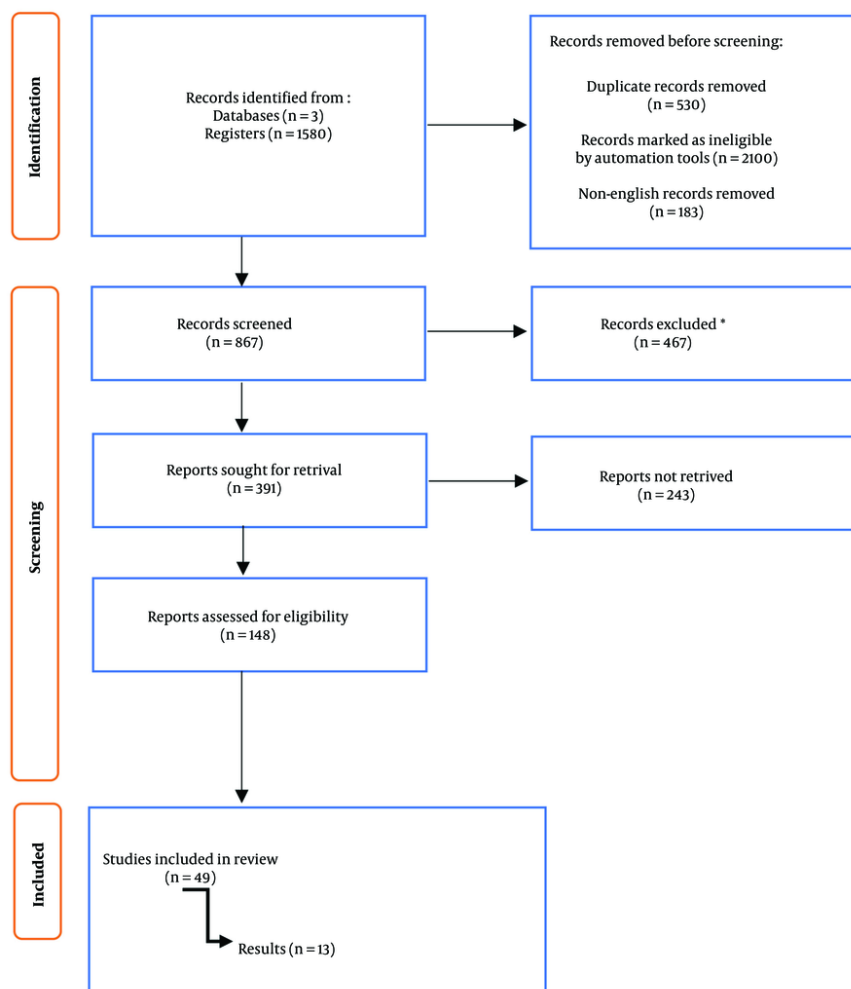 Identification
Records identified from :
Databases (n = 3)
Registers (n = 1580)
Records removed before screening:
Duplicate records removed
(n = 530)
Records marked as ineligible
by automation tools (n = 2100)
Non-english records removed
(n = 183)
Screening
Records screened
(n = 867)
Records excluded *
(n = 467)
Reports sought for retrival
(n = 391)
Reports not retrived
(n = 243)
Reports assessed for eligibility
(n = 148)
Included
Studies included in review
(n = 49)
Results (n = 13)